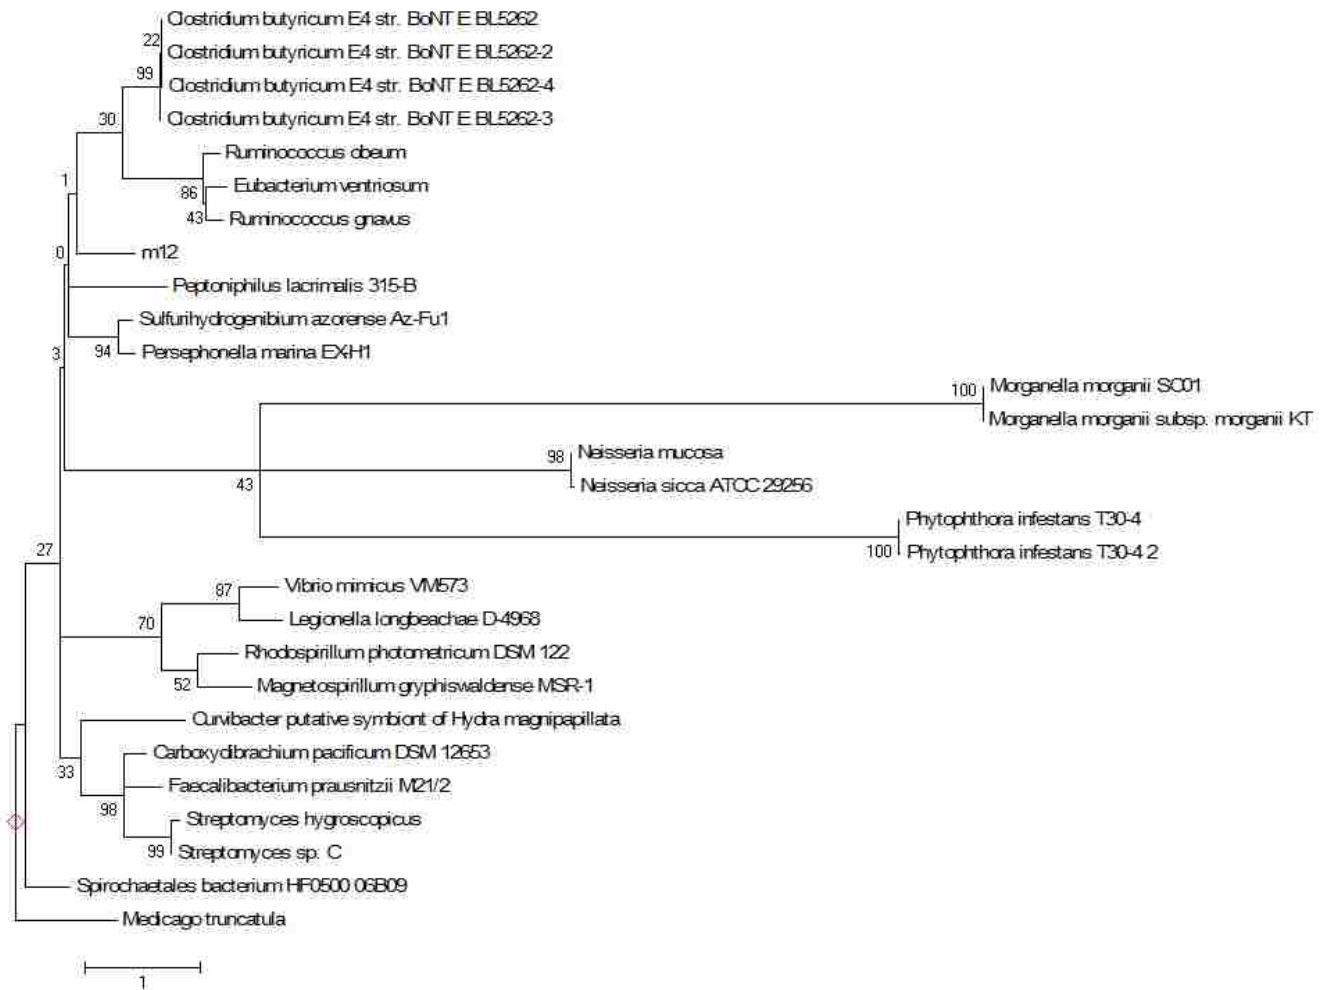 Clostridium butyricum E4 str. BoNT E BL5262
22
Clostridium butyricum E4 str. BoNT E BL5262-2
99
Clostridium butyricum E4 str. BoNT E BL5262-4
30
Clostridium butyricum E4 str. BoNT E BL5262-3
Ruminococcus obeum
1
86
Eubacterium ventriosum
43
Ruminococcus gnavus
0
m12
Peptoniphilus lacrimalis 315-B
Sulfurihydrogenibium azorense Az-Fu1
3
94
Persephonella marina EX-H1
100
Morganella morganii SC01
Morganella morganii subsp. morganii KT
98
Neisseria mucosa
43
Neisseria sicca ATCC 29256
Phytophthora infestans T30-4
27
100
Phytophthora infestans T30-4 2
87
Vibrio mimicus VM573
70
Legionella longbeachae D-4968
Rhodospirillum photometricum DSM 122
52
Magnetospirillum gryphiswaldense MSR-1
Curvibacter putative symbiont of Hydra magnipapillata
Carboxydibrachium pacificum DSM 12653
33
Faecalibacterium prausnitzii M21/2
98
Streptomyces hygroscopicus
99
Streptomyces sp. C
Spirochaetales bacterium HF0500 06B09
Medicago truncatula
1